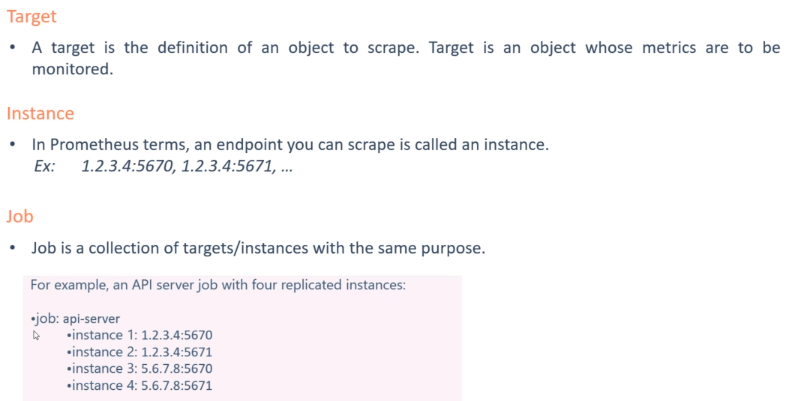 Target
• A target is the definition of an object to scrape. Target is an object whose metrics are to be
monitored.
Instance
• In Prometheus terms, an endpoint you can scrape is called an instance.
Ex: 1.2.3.4:5670, 1.2.3.4:5671, ...
Job
• Job is a collection of targets/instances with the same purpose.
For example, an API server job with four replicated instances:
•job: api-server
•instance 1: 1.2.3.4:5670
•instance 2: 1.2.3.4:5671
•instance 3: 5.6.7.8:5670
•instance 4: 5.6.7.8:5671